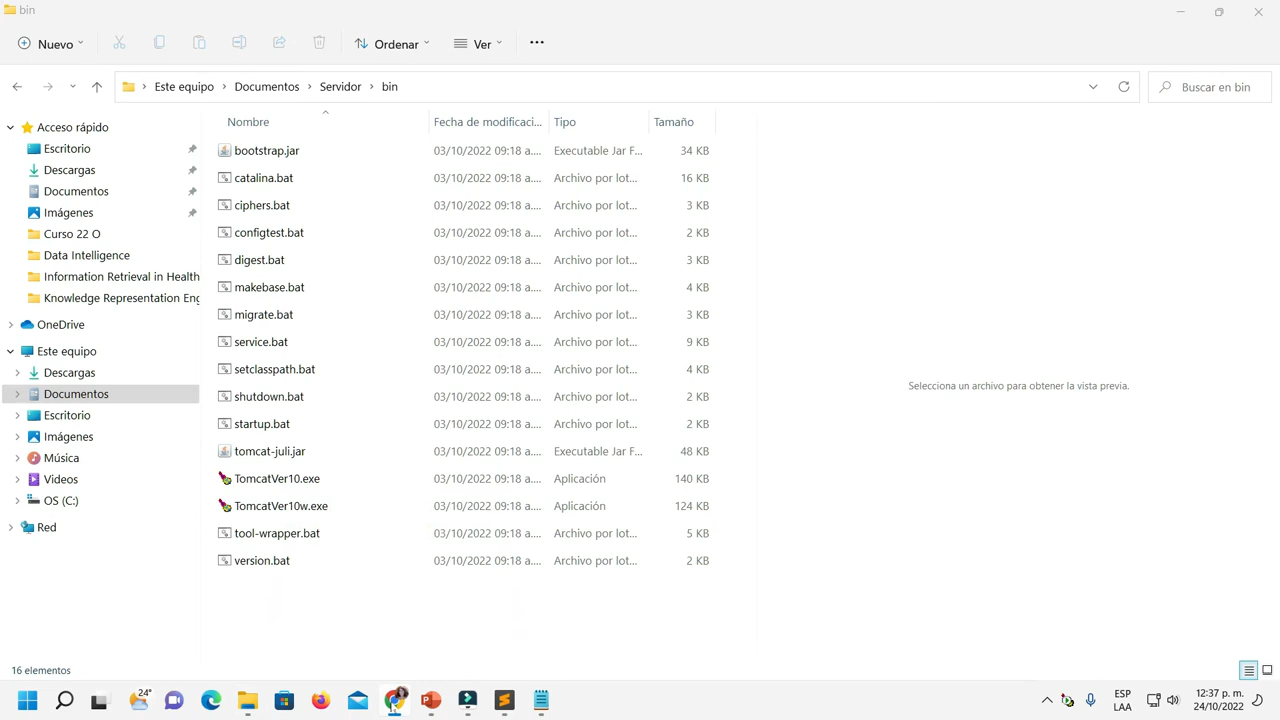 bin
Nuevo
Ordenar
Ver
Este equipo
Documentos
Servidor
bin
Buscar en bin
Acceso rápido
Escritorio
Descargas
Documentos
Imágenes
Curso 22 O
Data Intelligence
Information Retrieval in Health
Knowledge Representation Eng
OneDrive
Este equipo
Descargas
Documentos
Escritorio
Imágenes
Música
Videos
OS (C:)
Red
Nombre Fecha de modificaci... Tipo Tamaño
bootstrap.jar 03/10/2022 09:18 a.... Executable Jar F... 34 KB
catalina.bat 03/10/2022 09:18 a.... Archivo por lot... 16 KB
ciphers.bat 03/10/2022 09:18 a.... Archivo por lot... 3 KB
configtest.bat 03/10/2022 09:18 a.... Archivo por lot... 2 KB
digest.bat 03/10/2022 09:18 a.... Archivo por lot... 3 KB
makebase.bat 03/10/2022 09:18 a.... Archivo por lot... 4 KB
migrate.bat 03/10/2022 09:18 a.... Archivo por lot... 3 KB
service.bat 03/10/2022 09:18 a.... Archivo por lot... 9 KB
setclasspath.bat 03/10/2022 09:18 a.... Archivo por lot... 4 KB
shutdown.bat 03/10/2022 09:18 a.... Archivo por lot... 2 KB
startup.bat 03/10/2022 09:18 a.... Archivo por lot... 2 KB
tomcat-juli.jar 03/10/2022 09:18 a.... Executable Jar F... 48 KB
TomcatVer10.exe 03/10/2022 09:18 a.... Aplicación 140 KB
TomcatVer10w.exe 03/10/2022 09:18 a.... Aplicación 124 KB
tool-wrapper.bat 03/10/2022 09:18 a.... Archivo por lot... 5 KB
version.bat 03/10/2022 09:18 a.... Archivo por lot... 2 KB
Selecciona un archivo para obtener la vista previa.
16 elementos
24°
ESP
LAA
12:37 p. m.
24/10/2022